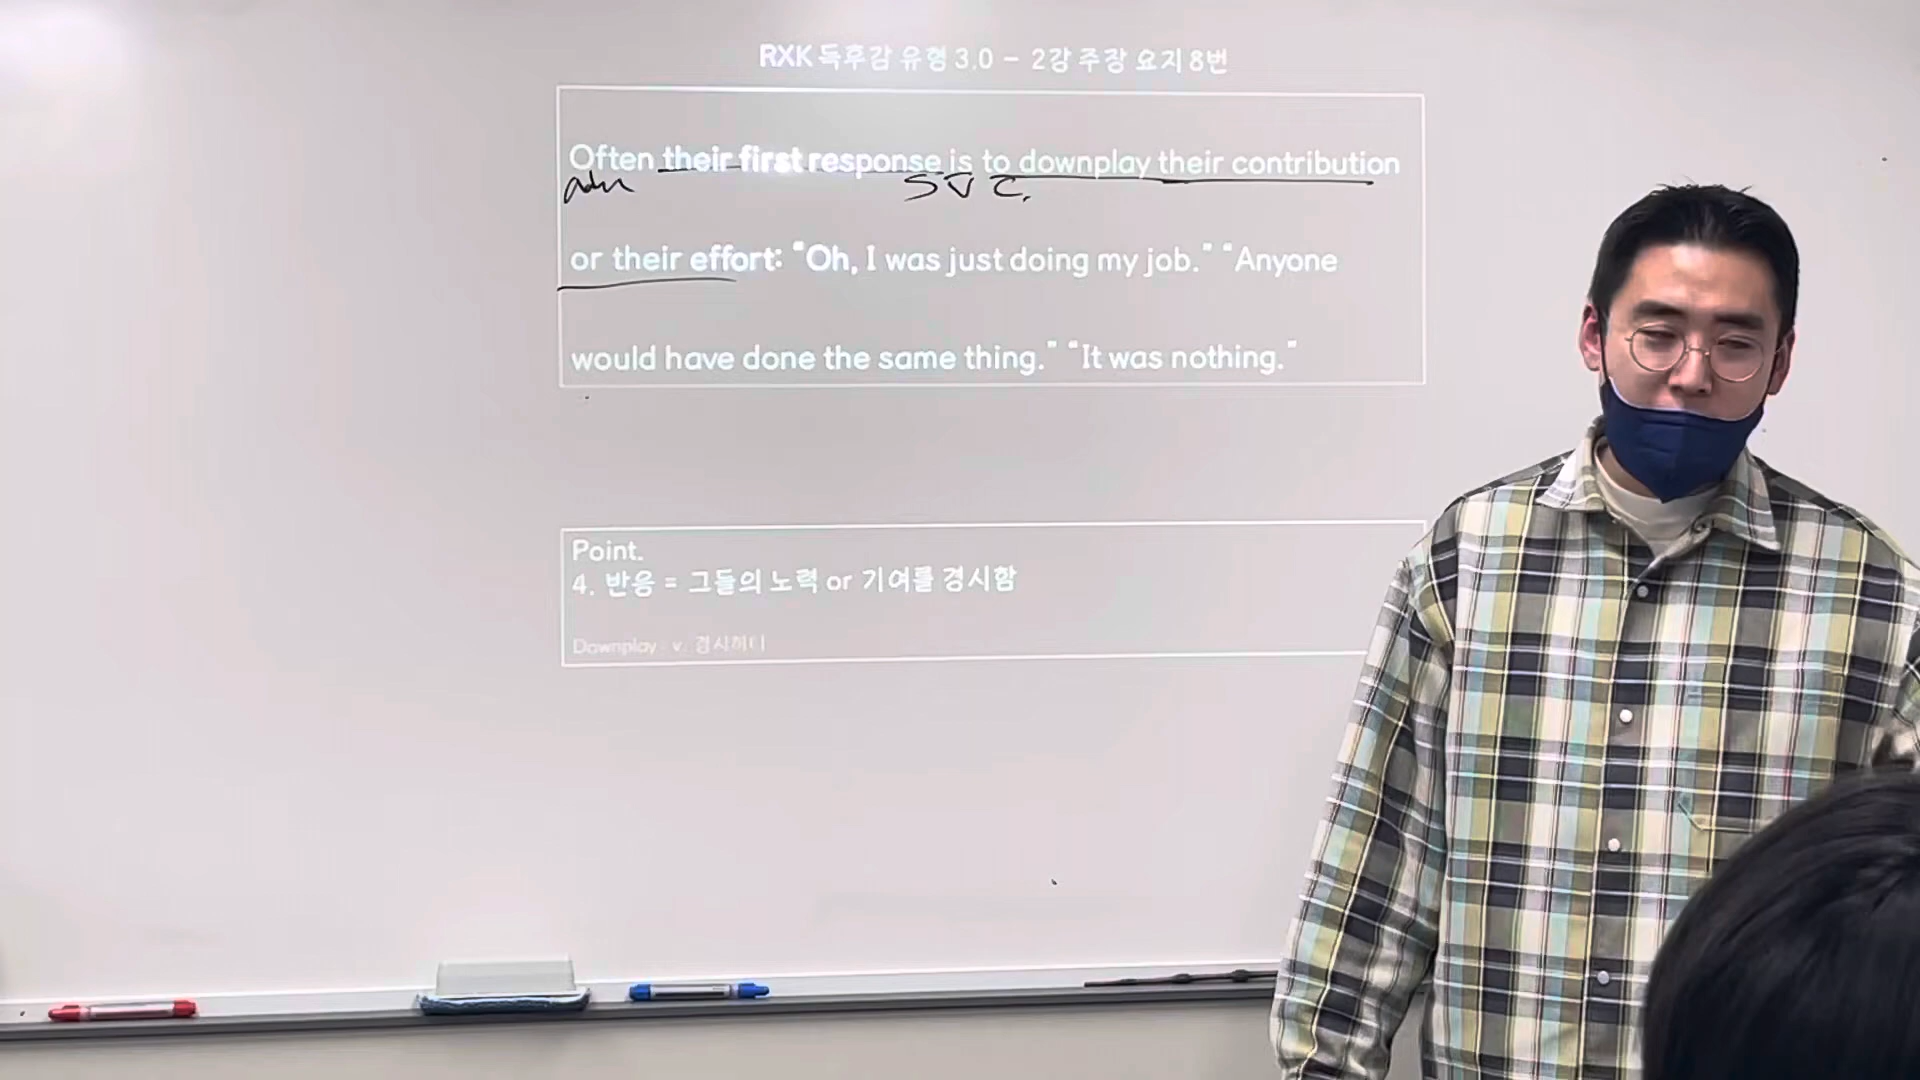 RXK 독후감 유형 3.0 - 2강 주장 요지 8번
Often their first response is to downplay their contribution
adv
S V C.
or their effort: “Oh, I was just doing my job.” “Anyone
would have done the same thing.” “It was nothing.”
Point.
4. 반응 = 그들의 노력 or 기여를 경시함
Downplay : v. 경시하다